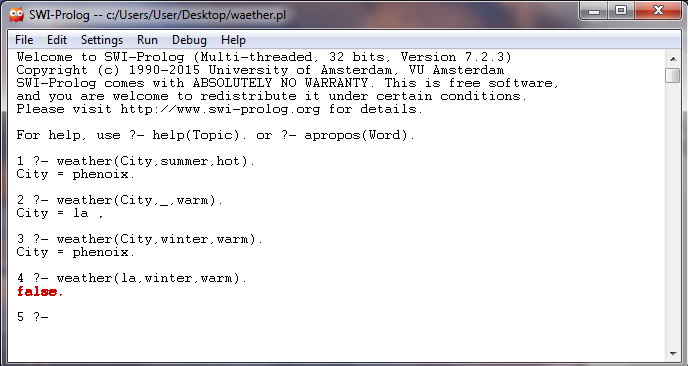 SWI-Prolog -- c:/Users/User/Desktop/waether.pl
File Edit Settings Run Debug Help
Welcome to SWI-Prolog (Multi-threaded, 32 bits, Version 7.2.3)
Copyright (c) 1990-2015 University of Amsterdam, VU Amsterdam
SWI-Prolog comes with ABSOLUTELY NO WARRANTY. This is free software,
and you are welcome to redistribute it under certain conditions.
Please visit http://www.swi-prolog.org for details.
For help, use ?- help(Topic). or ?- apropos(Word).
1 ?- weather(City,summer,hot).
City = phenoix.
2 ?- weather(City,_,warm).
City = la .
3 ?- weather(City,winter,warm).
City = phenoix.
4 ?- weather(la,winter,warm).
false.
5 ?-